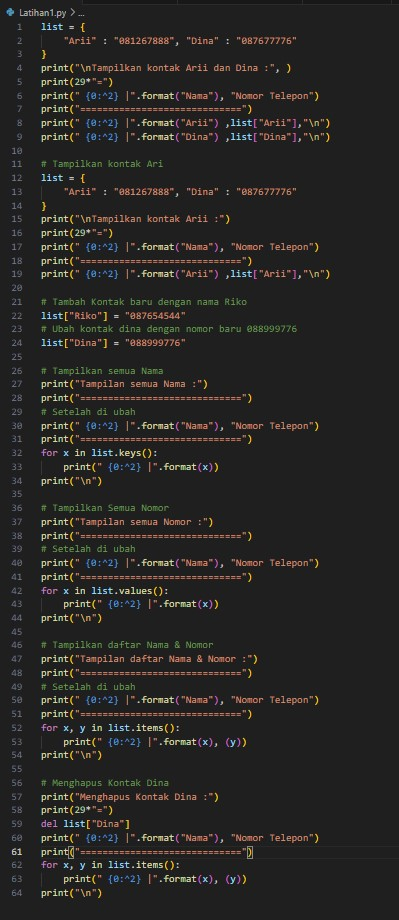 Latihan1.py > ...
1 list = {
2 "Arii" : "081267888", "Dina" : "087677776"
3 }
4 print("\nTampilkan kontak Arii dan Dina :", )
5 print(29*"=")
6 print(" {0:^2} |".format("Nama"), "Nomor Telepon")
7 print("=============================")
8 print(" {0:^2} |".format("Arii") ,list["Arii"],"\n")
9 print(" {0:^2} |".format("Dina") ,list["Dina"],"\n")
10
11 # Tampilkan kontak Ari
12 list = {
13 "Arii" : "081267888", "Dina" : "087677776"
14 }
15 print("\nTampilkan kontak Arii :")
16 print(29*"=")
17 print(" {0:^2} |".format("Nama"), "Nomor Telepon")
18 print("=============================")
19 print(" {0:^2} |".format("Arii") ,list["Arii"],"\n")
20
21 # Tambah Kontak baru dengan nama Riko
22 list["Riko"] = "087654544"
23 # Ubah kontak dina dengan nomor baru 088999776
24 list["Dina"] = "088999776"
25
26 # Tampilkan semua Nama
27 print("Tampilan semua Nama :")
28 print("=============================")
29 # Setelah di ubah
30 print(" {0:^2} |".format("Nama"), "Nomor Telepon")
31 print("=============================")
32 for x in list.keys():
33 print(" {0:^2} |".format(x))
34 print("\n")
35
36 # Tampilkan Semua Nomor
37 print("Tampilan semua Nomor :")
38 print("=============================")
39 # Setelah di ubah
40 print(" {0:^2} |".format("Nama"), "Nomor Telepon")
41 print("=============================")
42 for x in list.values():
43 print(" {0:^2} |".format(x))
44 print("\n")
45
46 # Tampilkan daftar Nama & Nomor
47 print("Tampilan daftar Nama & Nomor :")
48 print("=============================")
49 # Setelah di ubah
50 print(" {0:^2} |".format("Nama"), "Nomor Telepon")
51 print("=============================")
52 for x, y in list.items():
53 print(" {0:^2} |".format(x), (y))
54 print("\n")
55
56 # Menghapus Kontak Dina
57 print("Menghapus Kontak Dina :")
58 print(29*"=")
59 del list["Dina"]
60 print(" {0:^2} |".format("Nama"), "Nomor Telepon")
61 print("=============================")
62 for x, y in list.items():
63 print(" {0:^2} |".format(x), (y))
64 print("\n")